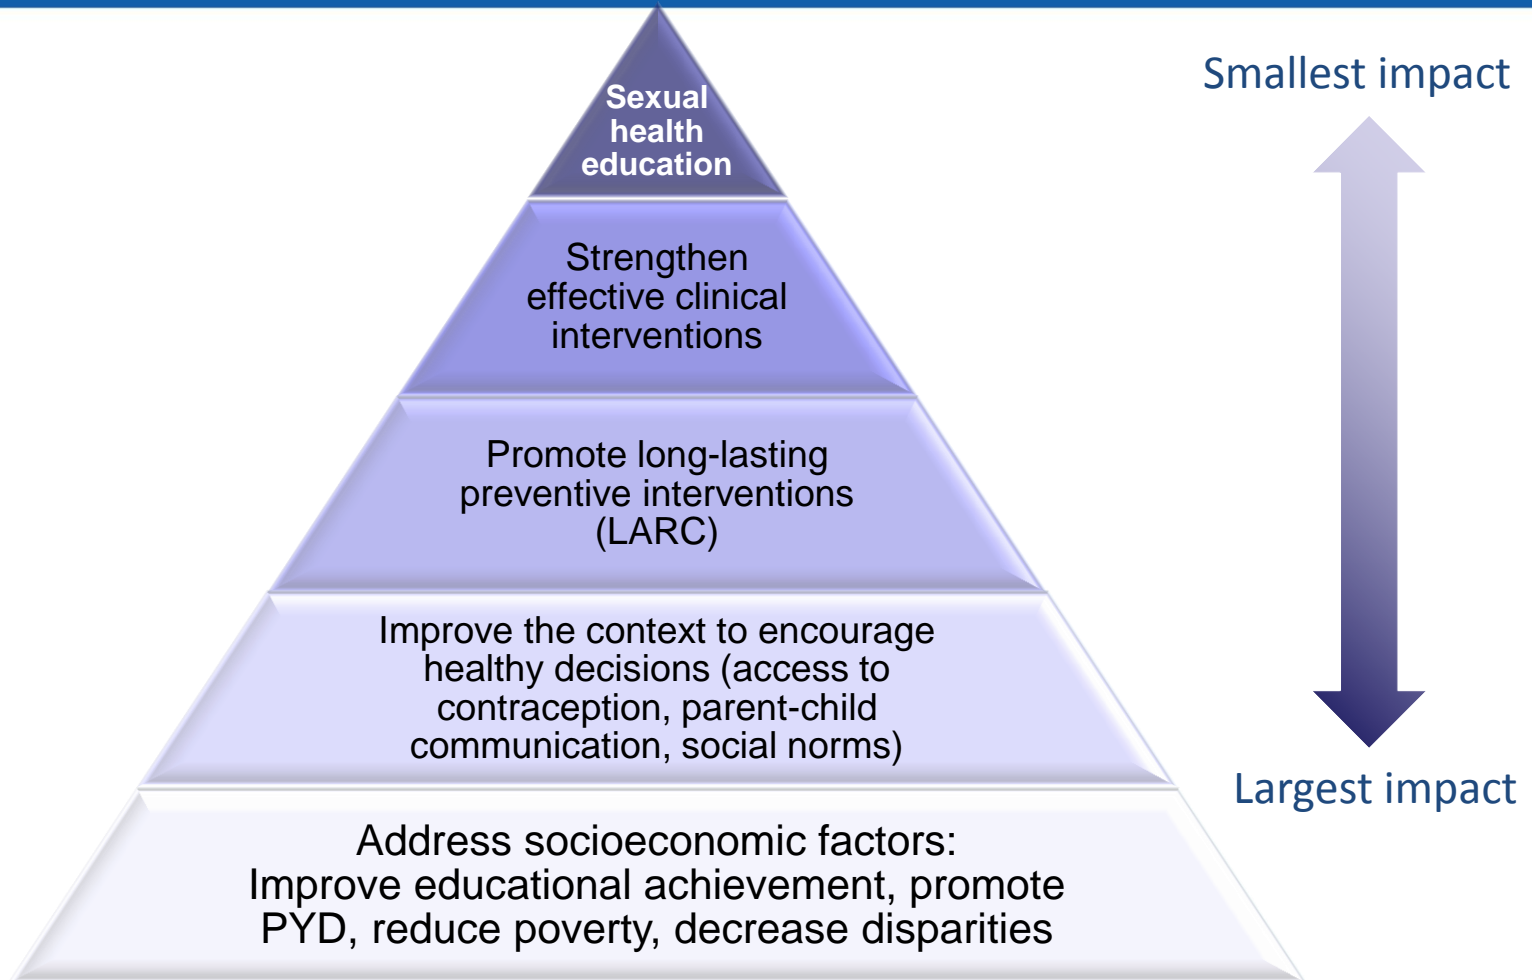 Smallest impact
Sexual
health
education
Strengthen
effective clinical
interventions
Promote long-lasting
preventive interventions
(LARC)
Improve the context to encourage
healthy decisions (access to
contraception, parent-child
communication, social norms)
Largest impact
Address socioeconomic factors:
Improve educational achievement, promote
PYD, reduce poverty, decrease disparities